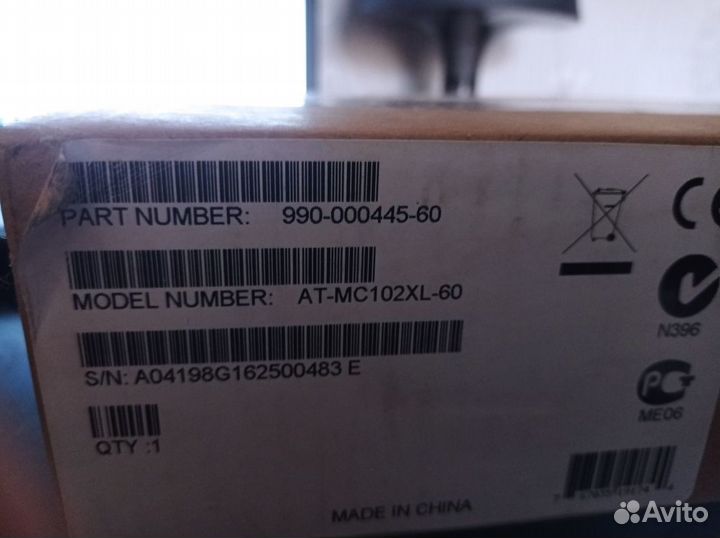 PART NUMBER: 990-000445-60
MODEL NUMBER: AT-MC102XL-60
N396
S/N: A04198G162500483 E
ME06
QTY :1
MADE IN CHINA
Avito